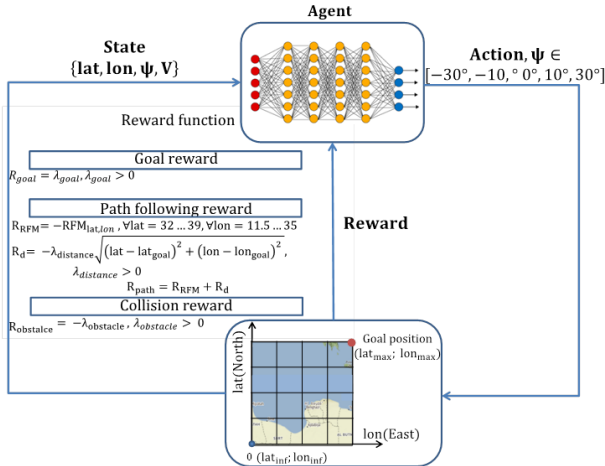 Agent
State
{lat, lon, ψ, V}
Action, ψ ∈
[−30°, −10,° 0°, 10°, 30°}
Reward function
Goal reward
R_goal = λ_goal, λ_goal > 0
Path following reward
R_RFM = −RFM_lat,lon , ∀lat = 32 … 39, ∀lon = 11.5 … 35
R_d= −λ_distance√((lat − lat_goal)² + (lon − lon_goal)²),
λ_distance > 0
R_path = R_RFM + R_d
Reward
Collision reward
R_obstalce = −λ_obstacle , λ_obstacle > 0
Goal position
(lat_max; lon_max)
lat(North)
lon(East)
0 (lat_inf; lon_inf)